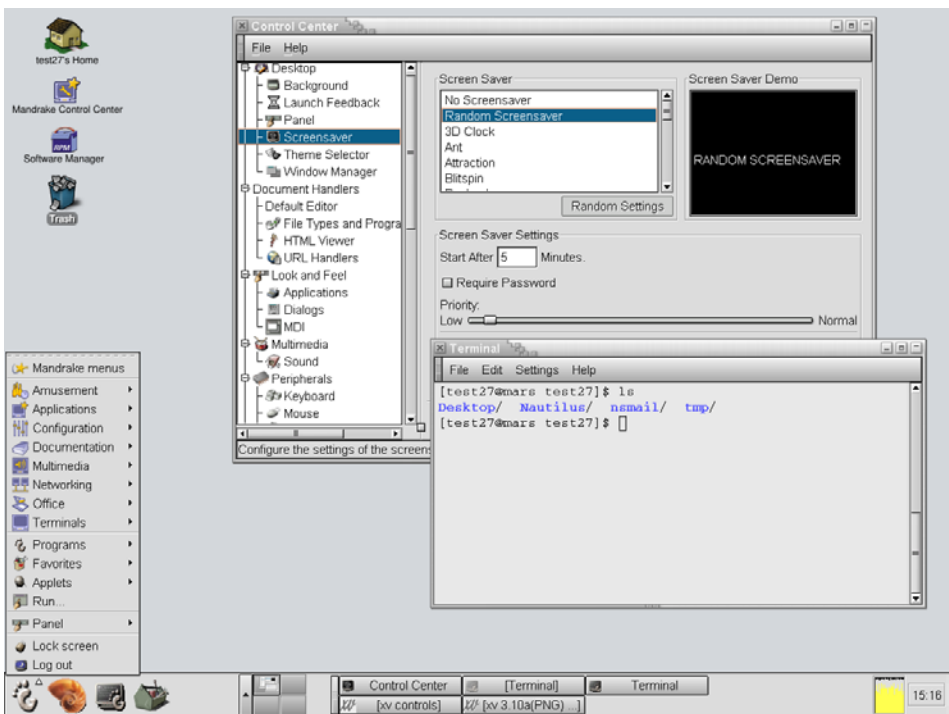 test27's Home
Mandrake Control Center
Software Manager
Trash
Control Center
File Help
Desktop
Background
Launch Feedback
Panel
Screensaver
Theme Selector
Window Manager
Document Handlers
Default Editor
File Types and Progra
HTML Viewer
URL Handlers
Look and Feel
Applications
Dialogs
MDI
Multimedia
Sound
Peripherals
Keyboard
Mouse
Configure the settings of the screens
Screen Saver
No Screensaver
Random Screensaver
3D Clock
Ant
Attraction
Blitspin
Random Settings
Screen Saver Demo
RANDOM SCREENSAVER
Screen Saver Settings
Start After 5 Minutes.
Require Password
Priority:
Low Normal
Terminal
File Edit Settings Help
[test27@mars test27]$ ls
Desktop/ Nautilus/ nsmail/ tmp/
[test27@mars test27]$
Mandrake menus
Amusement
Applications
Configuration
Documentation
Multimedia
Networking
Office
Terminals
Programs
Favorites
Applets
Run...
Panel
Lock screen
Log out
Control Center [Terminal] Terminal
[xv controls] [xv 3.10a(PNG) ...]
15:16